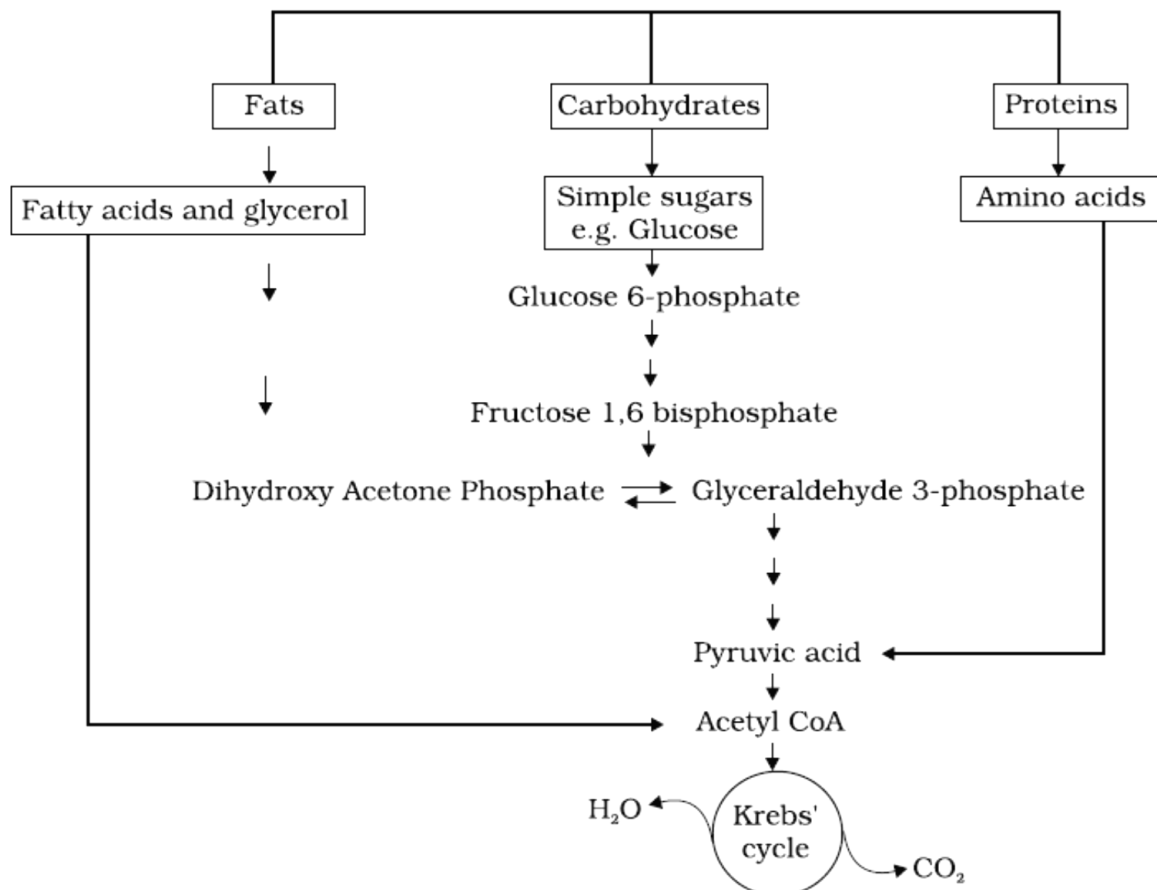 Fats
Carbohydrates
Proteins
Fatty acids and glycerol
Simple sugars
e.g. Glucose
Amino acids
Glucose 6-phosphate
Fructose 1,6 bisphosphate
Dihydroxy Acetone Phosphate
Glyceraldehyde 3-phosphate
Pyruvic acid
Acetyl CoA
H₂O
Krebs'
cycle
CO₂